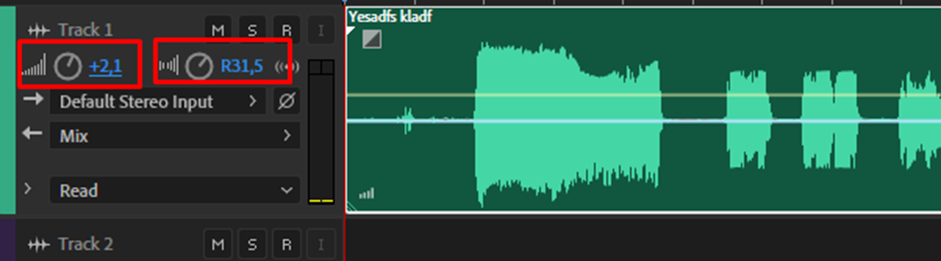 Track 1 M S R I
Yesadfs kladf
+2,1 R31,5
Default Stereo Input
Mix
Read
Track 2 M S R I